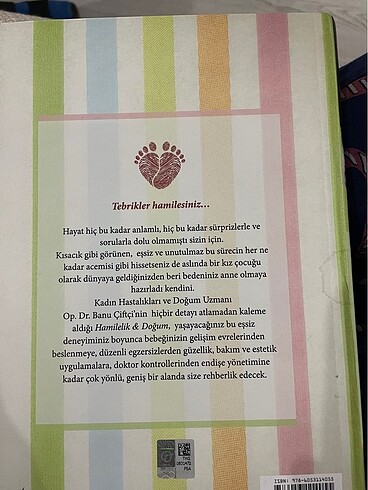 Tebrikler hamilesiniz...
Hayat hiç bu kadar anlamlı, hiç bu kadar sürprizlerle ve
sorularla dolu olmamıştı sizin için.
Kısacık gibi görünen, eşsiz ve unutulmaz bu sürecin her ne
kadar acemisi gibi hissetseniz de aslında bir kız çocuğu
olarak dünyaya geldiğinizden beri bedeniniz anne olmaya
hazırladı kendini.
Kadın Hastalıkları ve Doğum Uzmanı
Op. Dr. Banu Çiftçi'nin hiçbir detayı atlamadan kaleme
aldığı Hamilelik & Doğum, yaşayacağınız bu eşsiz
deneyiminiz boyunca bebeğinizin gelişim evrelerinden
beslenmeye, düzenli egzersizlerden güzellik, bakım ve estetik
uygulamalara, doktor kontrollerinden endişe yönetimine
kadar çok yönlü, geniş bir alanda size rehberlik edecek.